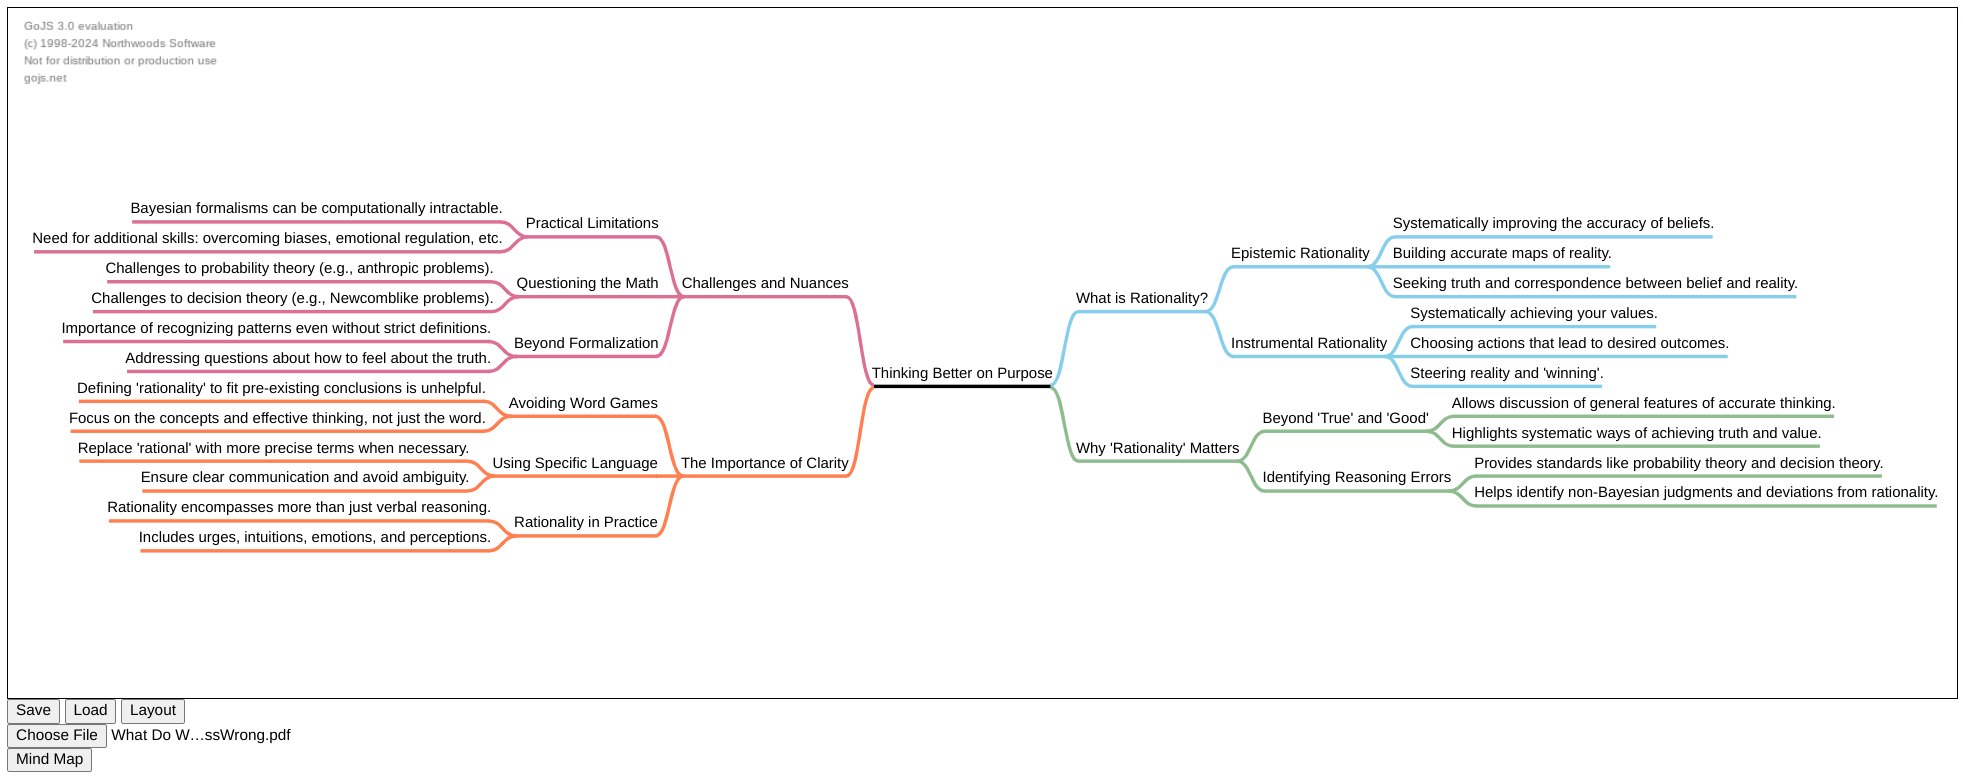 GoJS 3.0 evaluation
(c) 1998-2024 Northwoods Software
Not for distribution or production use
gojs.net
Bayesian formalisms can be computationally intractable.
Need for additional skills: overcoming biases, emotional regulation, etc.
Practical Limitations
Challenges to probability theory (e.g., anthropic problems).
Challenges to decision theory (e.g., Newcomblike problems).
Questioning the Math
Importance of recognizing patterns even without strict definitions.
Addressing questions about how to feel about the truth.
Beyond Formalization
Challenges and Nuances
Defining 'rationality' to fit pre-existing conclusions is unhelpful.
Focus on the concepts and effective thinking, not just the word.
Avoiding Word Games
Replace 'rational' with more precise terms when necessary.
Ensure clear communication and avoid ambiguity.
Using Specific Language
Rationality encompasses more than just verbal reasoning.
Includes urges, intuitions, emotions, and perceptions.
Rationality in Practice
The Importance of Clarity
Thinking Better on Purpose
What is Rationality?
Epistemic Rationality
Systematically improving the accuracy of beliefs.
Building accurate maps of reality.
Seeking truth and correspondence between belief and reality.
Instrumental Rationality
Systematically achieving your values.
Choosing actions that lead to desired outcomes.
Steering reality and 'winning'.
Why 'Rationality' Matters
Beyond 'True' and 'Good'
Allows discussion of general features of accurate thinking.
Highlights systematic ways of achieving truth and value.
Identifying Reasoning Errors
Provides standards like probability theory and decision theory.
Helps identify non-Bayesian judgments and deviations from rationality.
Save Load Layout
Choose File What Do W…ssWrong.pdf
Mind Map